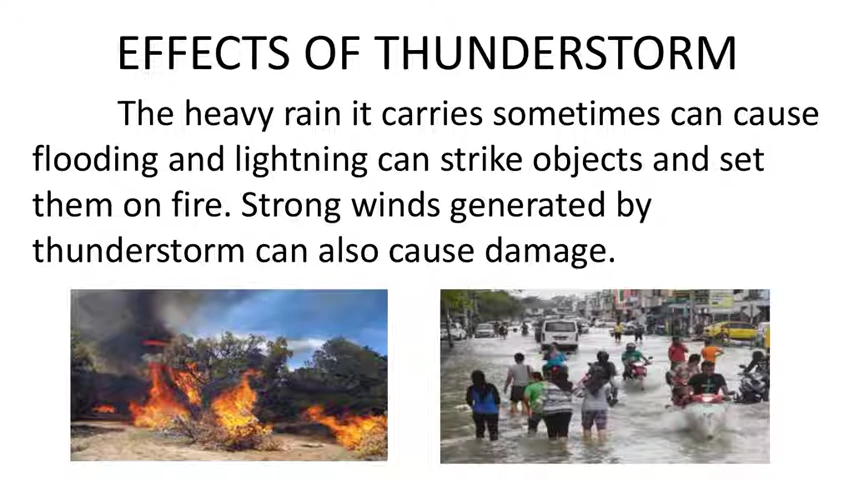 EFFECTS OF THUNDERSTORM
The heavy rain it carries sometimes can cause
flooding and lightning can strike objects and set
them on fire. Strong winds generated by
thunderstorm can also cause damage.